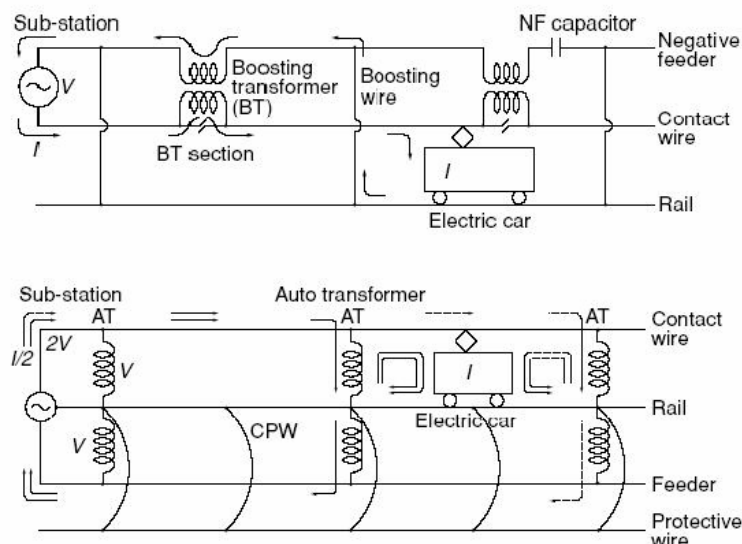 Sub-station
NF capacitor
Negative
feeder
V
Boosting
transformer
(BT)
Boosting
wire
Contact
wire
I
BT section
I
Rail
Electric car
Sub-station
Auto transformer
AT
AT
AT
Contact
wire
I/2
2V
V
I
Rail
Electric car
V
CPW
Feeder
Protective
wire